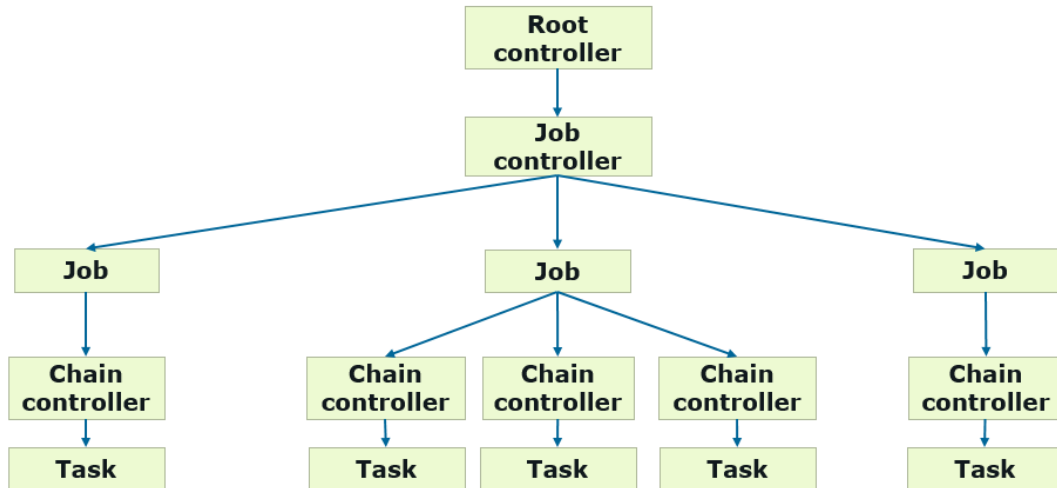 Root
controller
Job
controller
Job
Job
Job
Chain
controller
Chain
controller
Chain
controller
Chain
controller
Chain
controller
Task
Task
Task
Task
Task